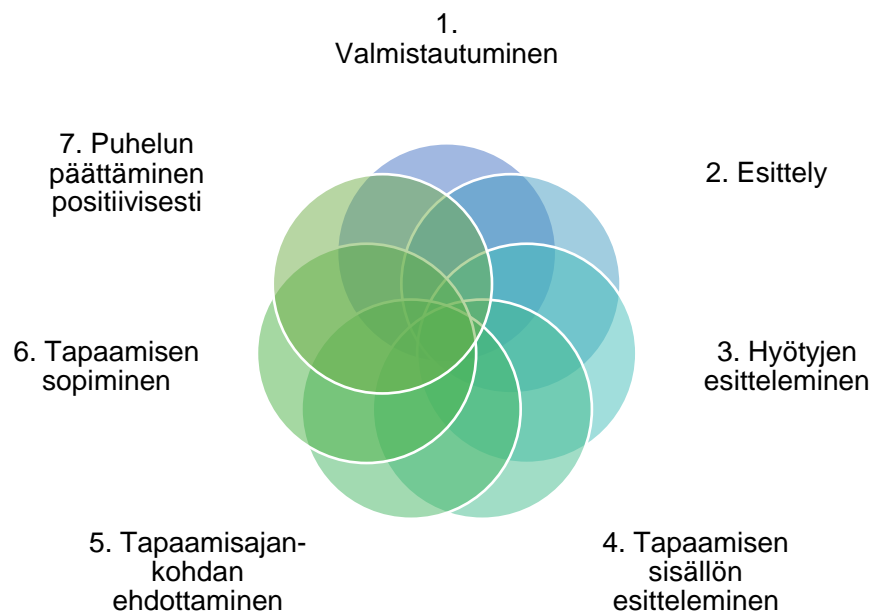 1.
Valmistautuminen
2. Esittely
3. Hyötyjen
esitteleminen
4. Tapaamisen
sisällön
esitteleminen
5. Tapaamisajan-
kohdan
ehdottaminen
6. Tapaamisen
sopiminen
7. Puhelun
päättäminen
positiivisesti